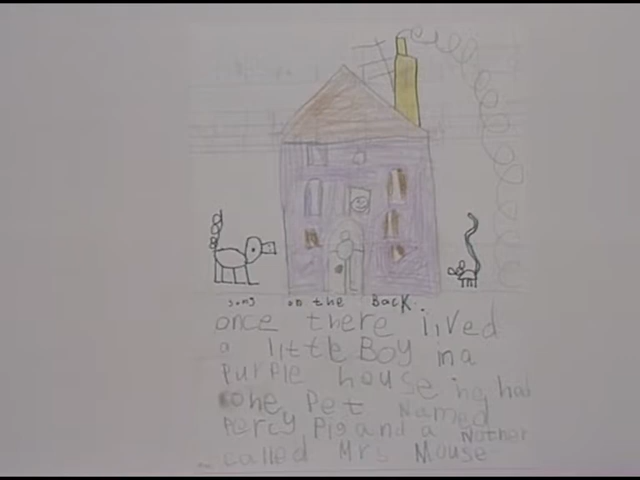 song on the Back.
once there lived
a little Boy in a
Purple house he had
one Pet Named
Percy Pig and a Nother
called Mrs Mouse